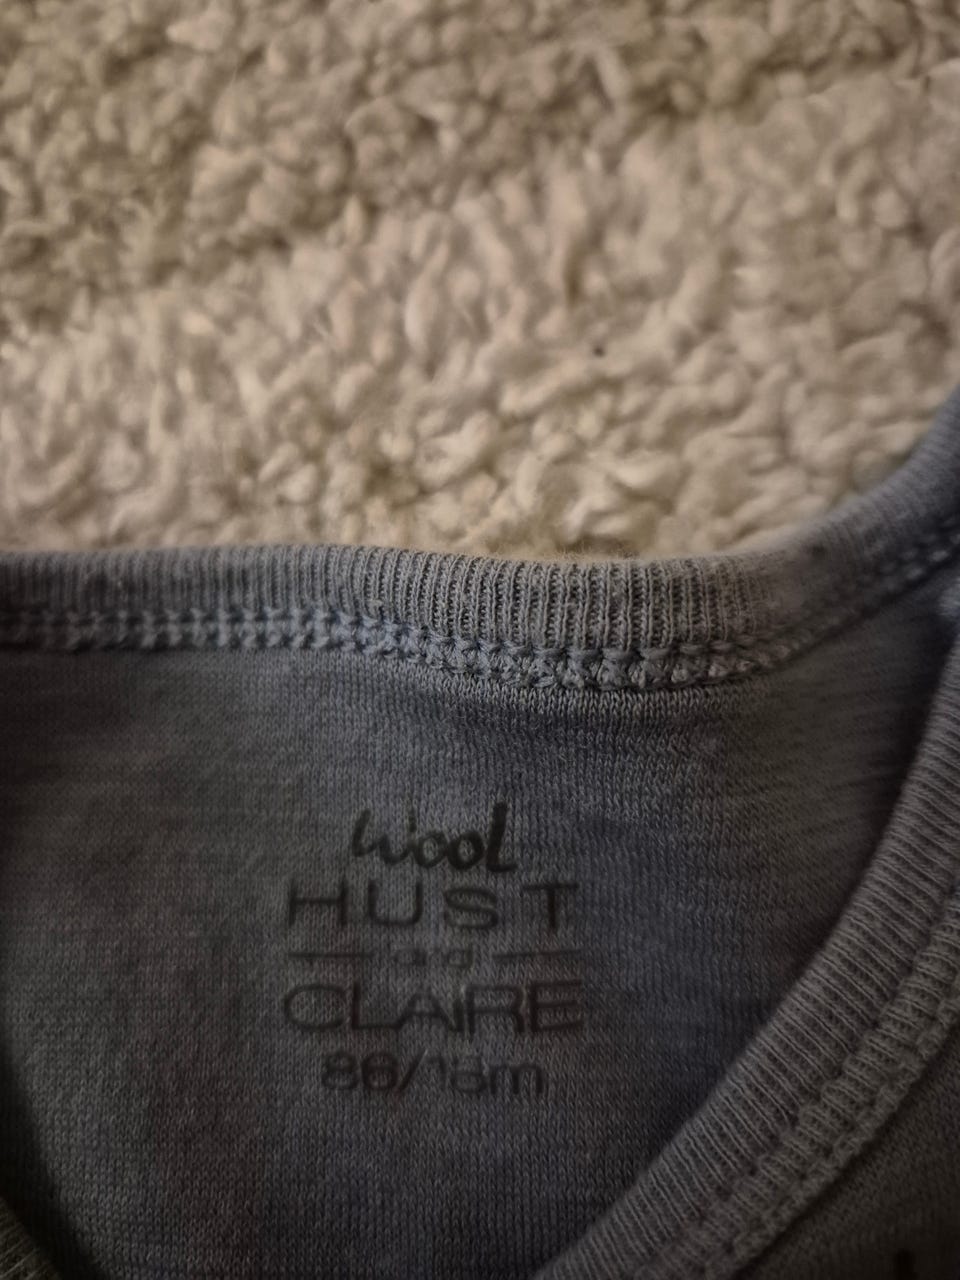 Wool
HUST
and
CLAIRE
86/18m